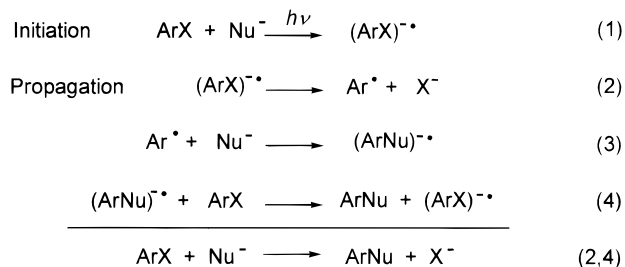 Initiation ArX + Nu⁻ hν ⟶ (ArX)⁻• (1)
Propagation (ArX)⁻• ⟶ Ar• + X⁻ (2)
Ar• + Nu⁻ ⟶ (ArNu)⁻• (3)
(ArNu)⁻• + ArX ⟶ ArNu + (ArX)⁻• (4)
ArX + Nu⁻ ⟶ ArNu + X⁻ (2,4)